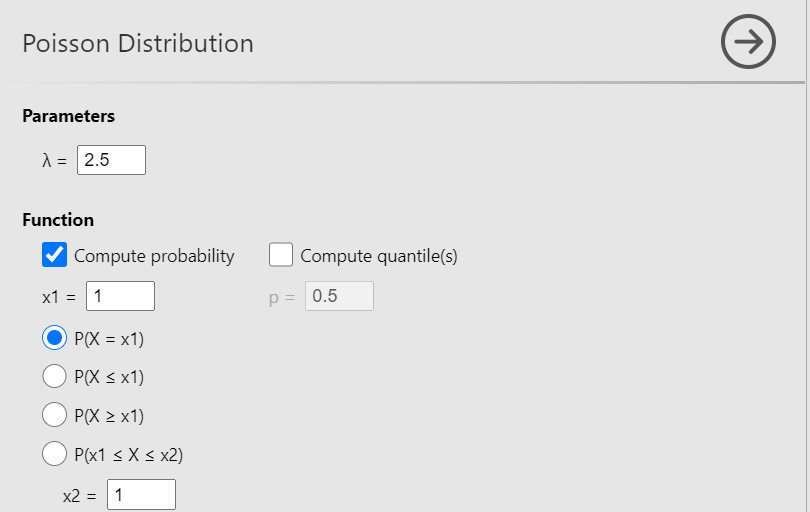 Poisson Distribution
Parameters
λ = 2.5
Function
Compute probability Compute quantile(s)
x1 = 1 p = 0.5
P(X = x1)
P(X ≤ x1)
P(X ≥ x1)
P(x1 ≤ X ≤ x2)
x2 = 1